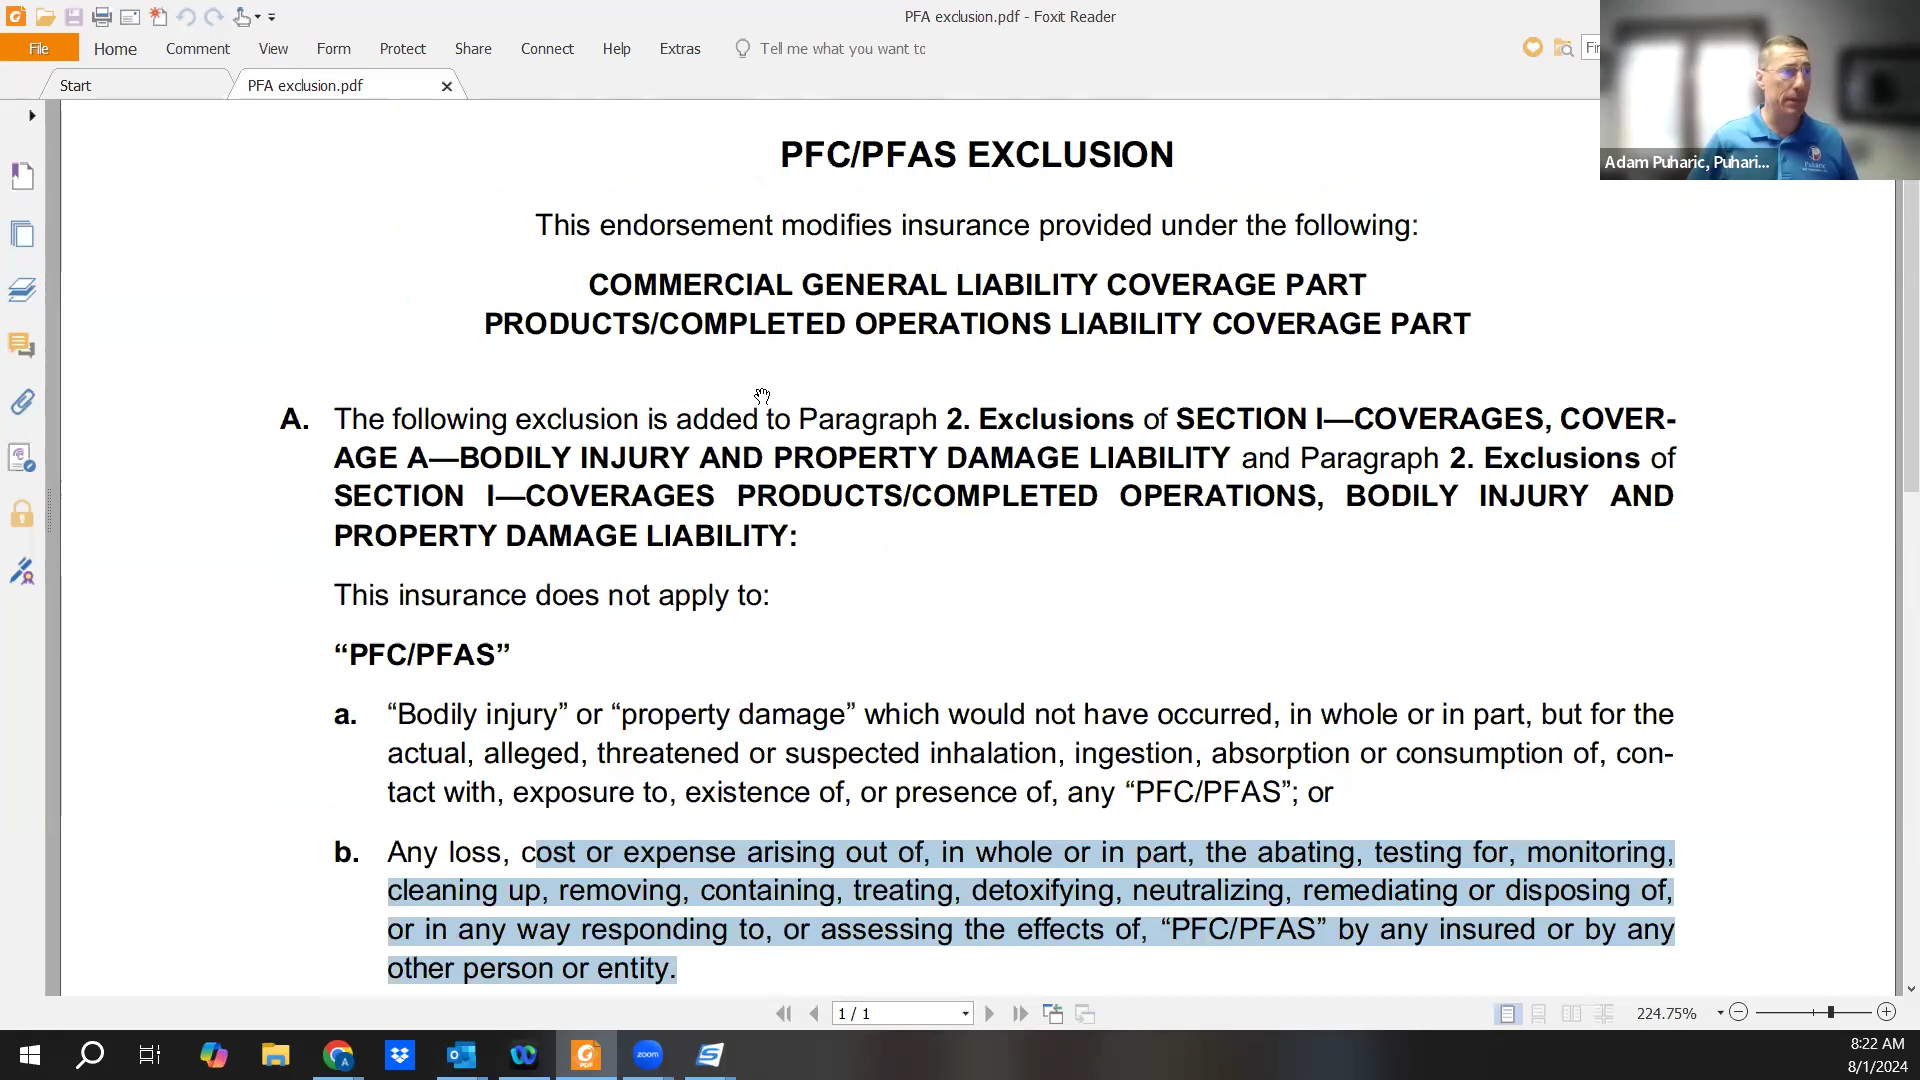 PFA exclusion.pdf - Foxit Reader
File Home Comment View Form Protect Share Connect Help Extras Tell me what you want to
Start PFA exclusion.pdf
Adam Puharic, Puhari...
PFC/PFAS EXCLUSION
This endorsement modifies insurance provided under the following:
COMMERCIAL GENERAL LIABILITY COVERAGE PART
PRODUCTS/COMPLETED OPERATIONS LIABILITY COVERAGE PART
A. The following exclusion is added to Paragraph 2. Exclusions of SECTION I—COVERAGES, COVER-
AGE A—BODILY INJURY AND PROPERTY DAMAGE LIABILITY and Paragraph 2. Exclusions of
SECTION I—COVERAGES PRODUCTS/COMPLETED OPERATIONS, BODILY INJURY AND
PROPERTY DAMAGE LIABILITY:
This insurance does not apply to:
“PFC/PFAS”
a. “Bodily injury” or “property damage” which would not have occurred, in whole or in part, but for the
actual, alleged, threatened or suspected inhalation, ingestion, absorption or consumption of, con-
tact with, exposure to, existence of, or presence of, any “PFC/PFAS”; or
b. Any loss, cost or expense arising out of, in whole or in part, the abating, testing for, monitoring,
cleaning up, removing, containing, treating, detoxifying, neutralizing, remediating or disposing of,
or in any way responding to, or assessing the effects of, “PFC/PFAS” by any insured or by any
other person or entity.
1 / 1
224.75%
zoom
8:22 AM
8/1/2024